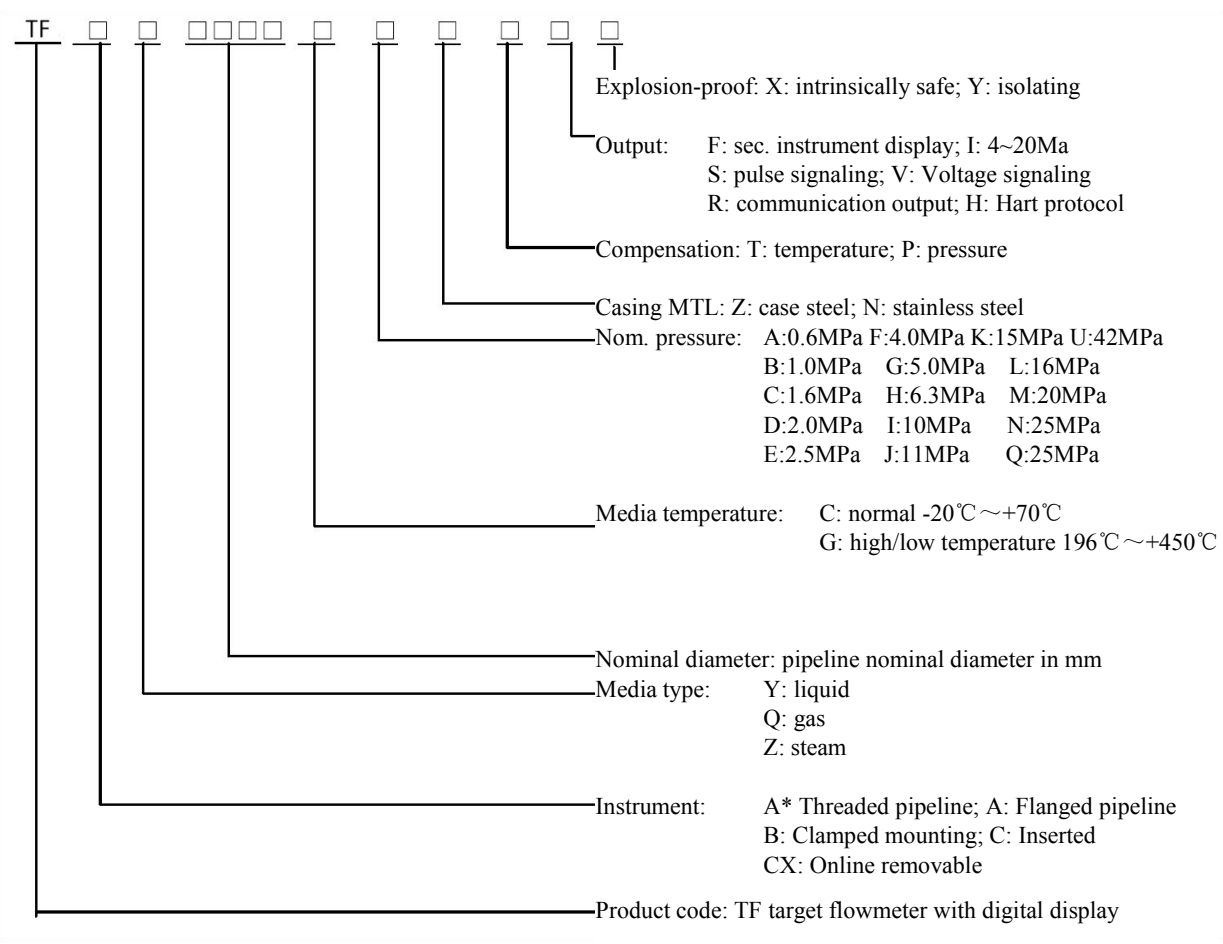 TF □ □ □□□□ □ □ □ □ □ □
Explosion-proof: X: intrinsically safe; Y: isolating
Output: F: sec. instrument display; I: 4~20Ma
S: pulse signaling; V: Voltage signaling
R: communication output; H: Hart protocol
Compensation: T: temperature; P: pressure
Casing MTL: Z: case steel; N: stainless steel
Nom. pressure: A:0.6MPa F:4.0MPa K:15MPa U:42MPa
B:1.0MPa G:5.0MPa L:16MPa
C:1.6MPa H:6.3MPa M:20MPa
D:2.0MPa I:10MPa N:25MPa
E:2.5MPa J:11MPa Q:25MPa
Media temperature: C: normal -20℃～+70℃
G: high/low temperature 196℃～+450℃
Nominal diameter: pipeline nominal diameter in mm
Media type: Y: liquid
Q: gas
Z: steam
Instrument: A* Threaded pipeline; A: Flanged pipeline
B: Clamped mounting; C: Inserted
CX: Online removable
Product code: TF target flowmeter with digital display